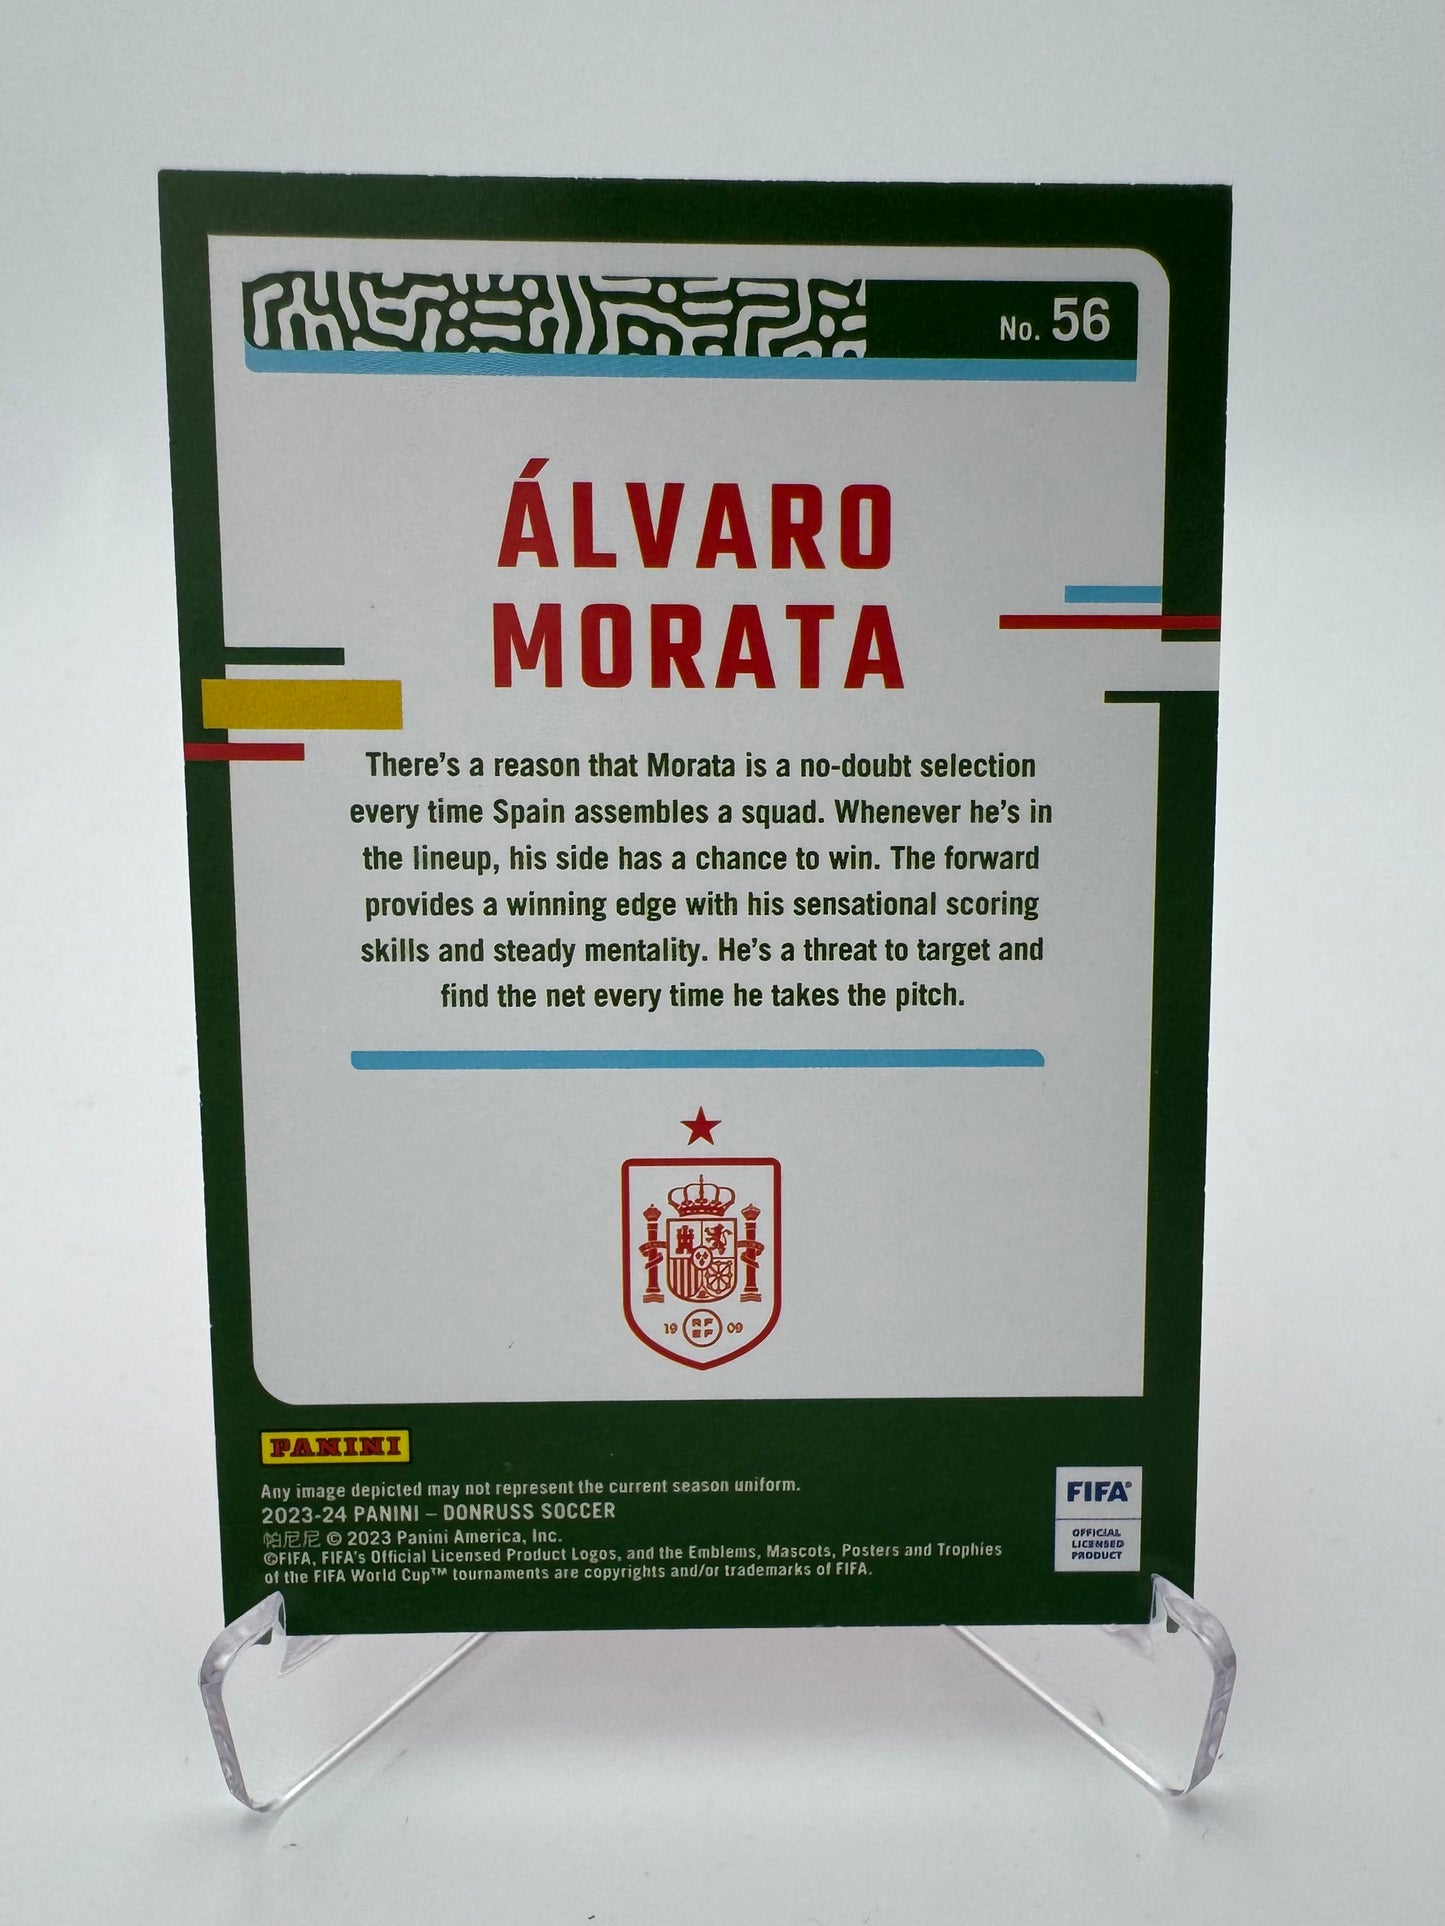 No. 56
ÁLVARO
MORATA
There's a reason that Morata is a no-doubt selection
every time Spain assembles a squad. Whenever he's in
the lineup, his side has a chance to win. The forward
provides a winning edge with his sensational scoring
skills and steady mentality. He's a threat to target and
find the net every time he takes the pitch.
19 09
PANINI
Any image depicted may not represent the current season uniform.
2023-24 PANINI – DONRUSS SOCCER
帕尼尼 © 2023 Panini America, Inc.
©FIFA, FIFA's Official Licensed Product Logos, and the Emblems, Mascots, Posters and Trophies
of the FIFA World Cup™ tournaments are copyrights and/or trademarks of FIFA.
FIFA®
OFFICIAL
LICENSED
PRODUCT